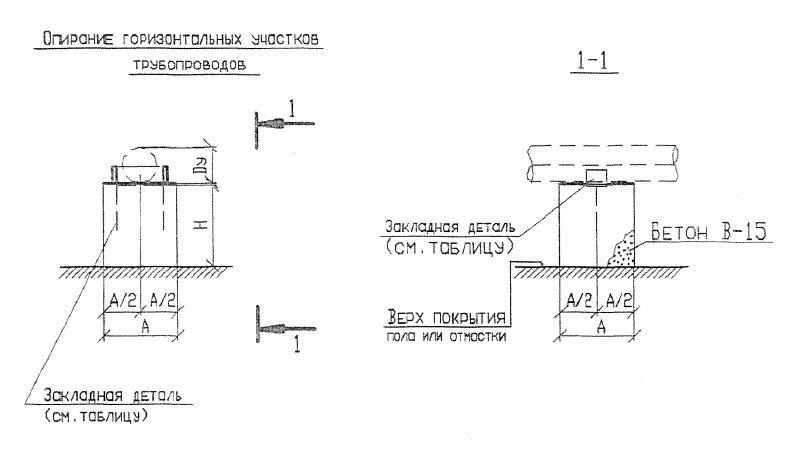 Опирание горизонтальных участков
трубопроводов
1-1
1
Ду
H
Закладная деталь
(см. таблицу)
Бетон В-15
A/2 A/2
A
A/2 A/2
A
Верх покрытия
пола или отмостки
1
Закладная деталь
(см. таблицу)